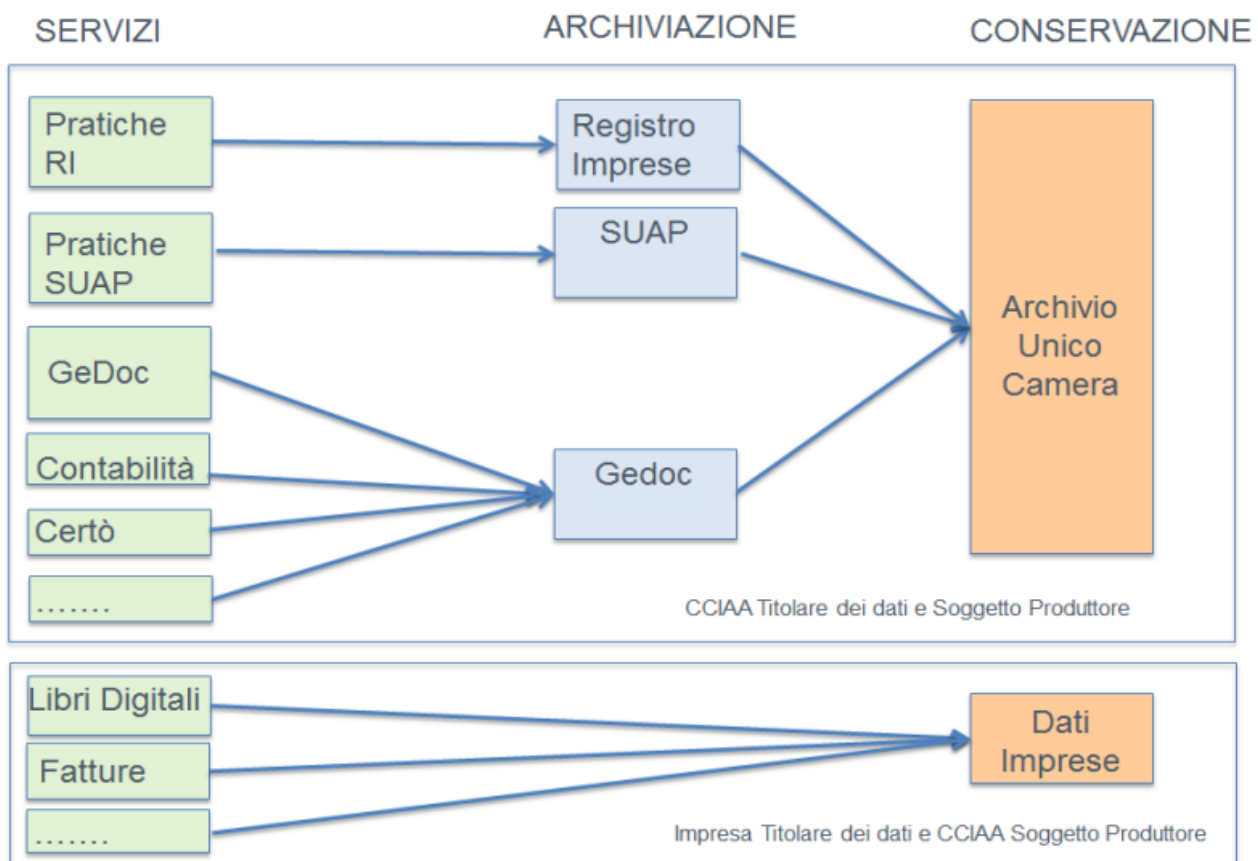 SERVIZI
ARCHIVIAZIONE
CONSERVAZIONE
Pratiche
RI
Registro
Imprese
Pratiche
SUAP
SUAP
GeDoc
Archivio
Unico
Camera
Contabilità
Gedoc
Certò
.......
CCIAA Titolare dei dati e Soggetto Produttore
Libri Digitali
Dati
Imprese
Fatture
.......
Impresa Titolare dei dati e CCIAA Soggetto Produttore